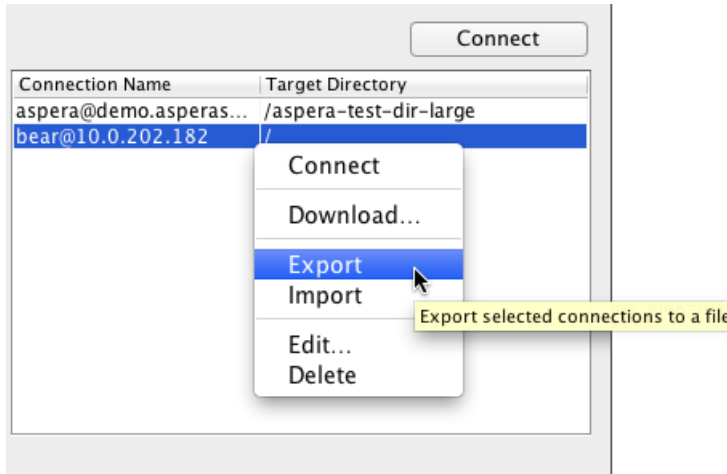 Connect
Connection Name Target Directory
aspera@demo.asperas... /aspera-test-dir-large
bear@10.0.202.182 /
Connect
Download...
Export
Import
Export selected connections to a file
Edit...
Delete